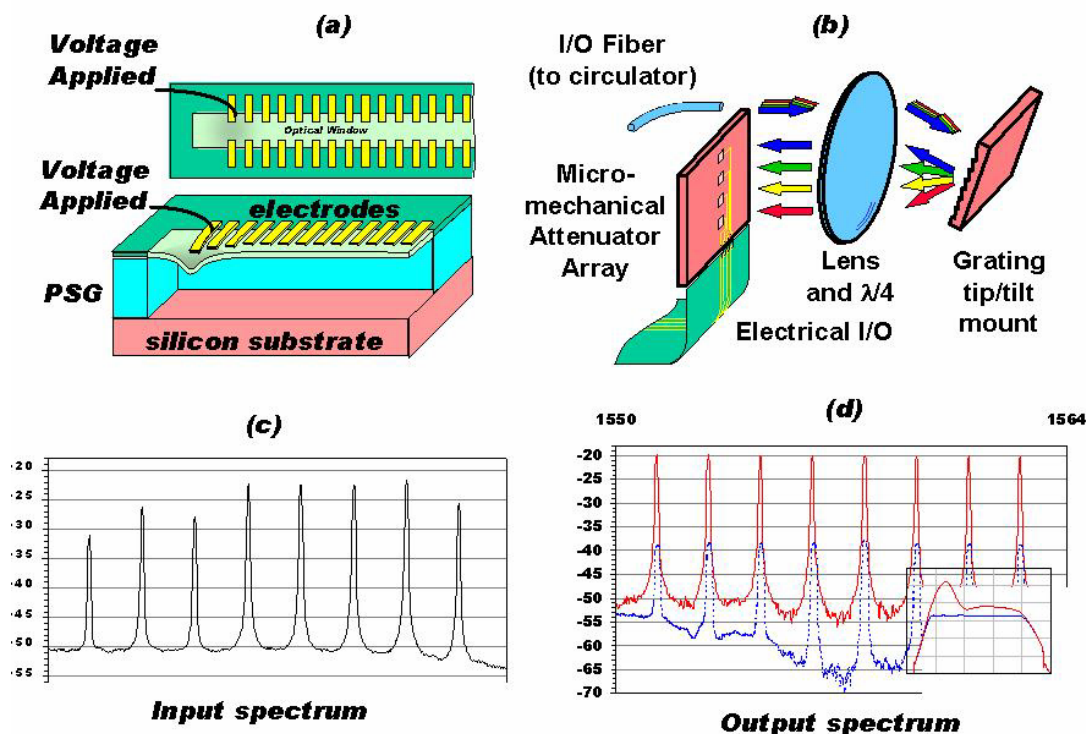 (a)
Voltage
Applied
Optical Window
Voltage
Applied
electrodes
PSG
silicon substrate
(b)
I/O Fiber
(to circulator)
Micro-
mechanical
Attenuator
Array
Lens
and λ/4
Grating
tip/tilt
mount
Electrical I/O
(c)
-20
-25
-30
-35
-40
-45
-50
-55
Input spectrum
(d)
1550
1564
-20
-25
-30
-35
-40
-45
-50
-55
-60
-65
-70
Output spectrum